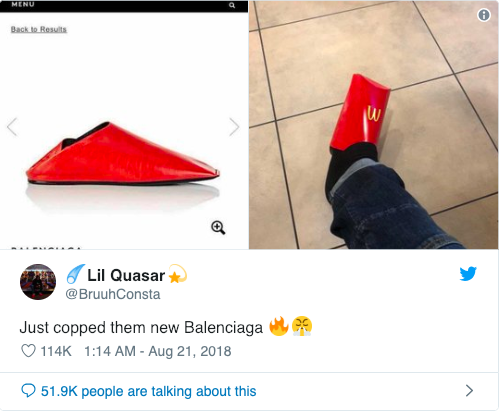 MENU
Back to Results
BALENCIAGA
Lil Quasar
@BruuhConsta
Just copped them new Balenciaga 🔥😤
114K 1:14 AM - Aug 21, 2018
51.9K people are talking about this